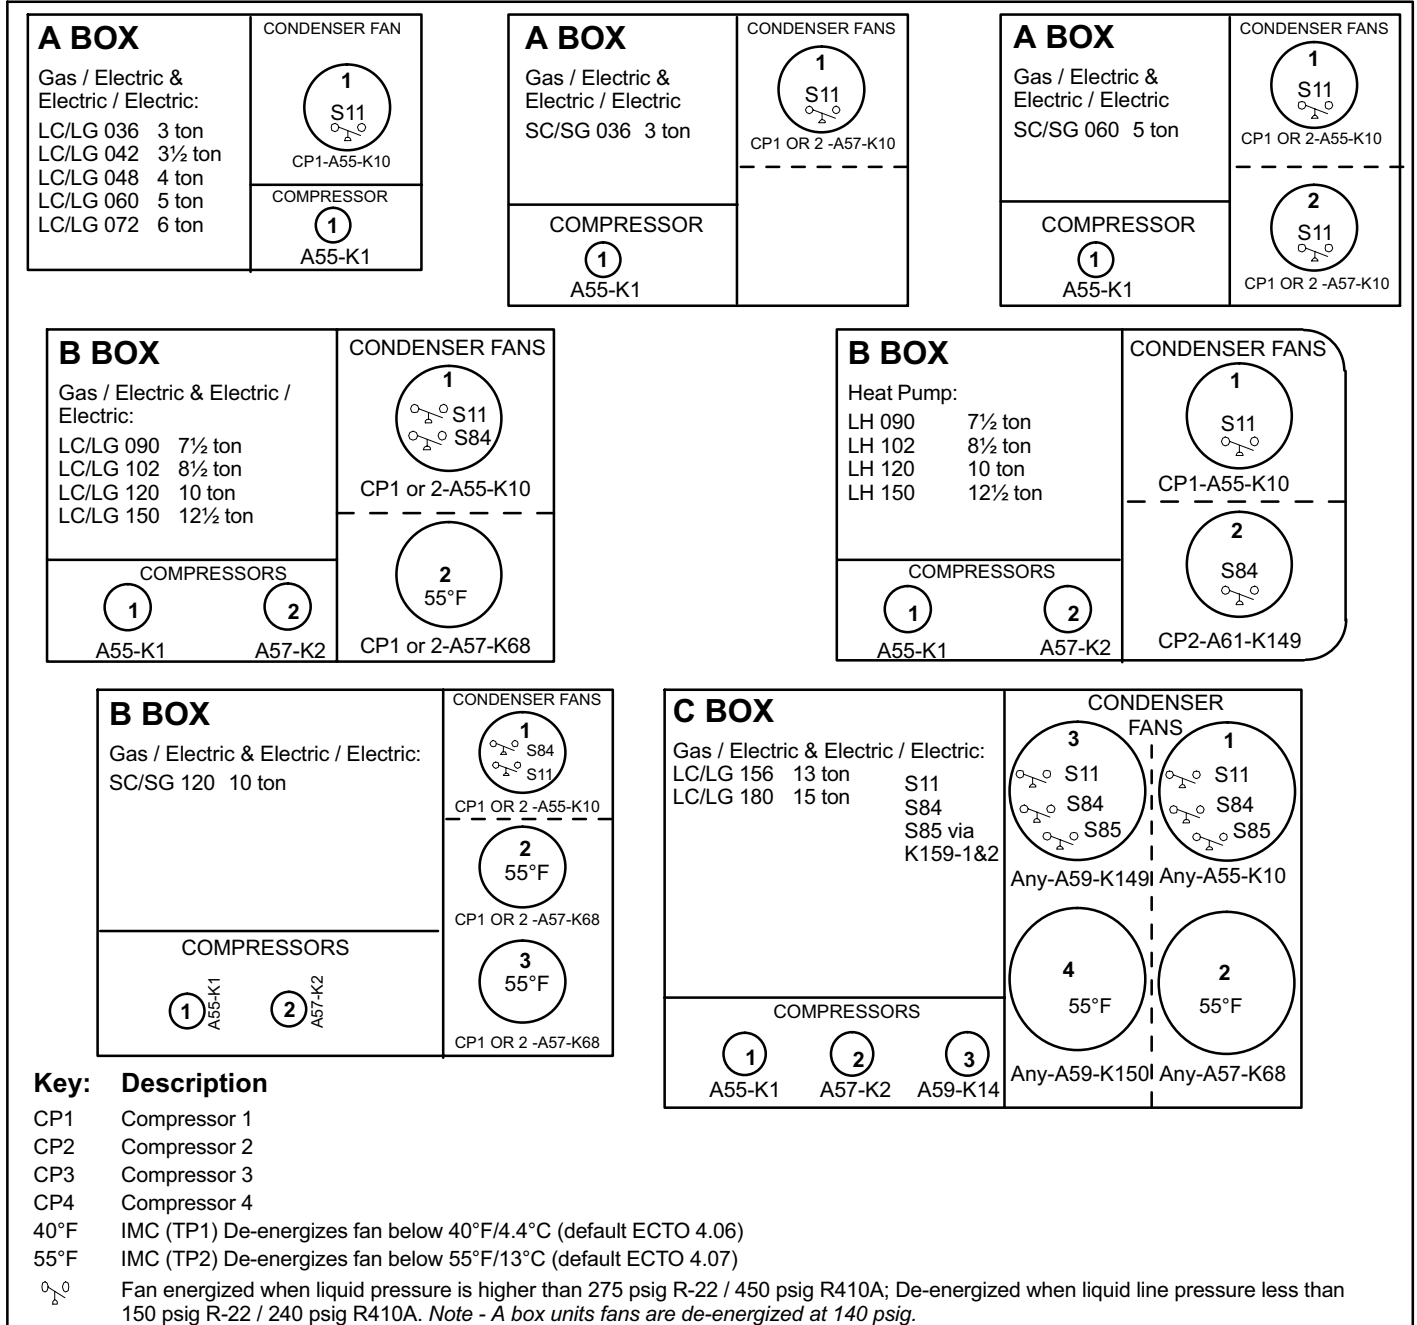 A BOX
Gas / Electric &
Electric / Electric:
LC/LG 036 3 ton
LC/LG 042 3½ ton
LC/LG 048 4 ton
LC/LG 060 5 ton
LC/LG 072 6 ton
CONDENSER FAN
1
S11
CP1-A55-K10
COMPRESSOR
1
A55-K1
A BOX
Gas / Electric &
Electric / Electric
SC/SG 036 3 ton
COMPRESSOR
1
A55-K1
CONDENSER FANS
1
S11
CP1 OR 2 -A57-K10
A BOX
Gas / Electric &
Electric / Electric
SC/SG 060 5 ton
COMPRESSOR
1
A55-K1
CONDENSER FANS
1
S11
CP1 OR 2-A55-K10
2
S11
CP1 OR 2 -A57-K10
B BOX
Gas / Electric & Electric /
Electric:
LC/LG 090 7½ ton
LC/LG 102 8½ ton
LC/LG 120 10 ton
LC/LG 150 12½ ton
COMPRESSORS
1
2
A55-K1
A57-K2
CONDENSER FANS
1
S11
S84
CP1 or 2-A55-K10
2
55°F
CP1 or 2-A57-K68
B BOX
Heat Pump:
LH 090 7½ ton
LH 102 8½ ton
LH 120 10 ton
LH 150 12½ ton
COMPRESSORS
1
2
A55-K1
A57-K2
CONDENSER FANS
1
S11
CP1-A55-K10
2
S84
CP2-A61-K149
B BOX
Gas / Electric & Electric / Electric:
SC/SG 120 10 ton
COMPRESSORS
1
A55-K1
2
A57-K2
CONDENSER FANS
1
S84
S11
CP1 OR 2 -A55-K10
2
55°F
CP1 OR 2 -A57-K68
3
55°F
CP1 OR 2 -A57-K68
C BOX
Gas / Electric & Electric / Electric:
LC/LG 156 13 ton
LC/LG 180 15 ton
S11
S84
S85 via
K159-1&2
COMPRESSORS
1
2
3
A55-K1
A57-K2
A59-K14
CONDENSER
FANS
3
S11
S84
S85
Any-A59-K149
1
S11
S84
S85
Any-A55-K10
4
55°F
Any-A59-K150
2
55°F
Any-A57-K68
Key: Description
CP1 Compressor 1
CP2 Compressor 2
CP3 Compressor 3
CP4 Compressor 4
40°F IMC (TP1) De-energizes fan below 40°F/4.4°C (default ECTO 4.06)
55°F IMC (TP2) De-energizes fan below 55°F/13°C (default ECTO 4.07)
Fan energized when liquid pressure is higher than 275 psig R-22 / 450 psig R410A; De-energized when liquid line pressure less than
150 psig R-22 / 240 psig R410A. Note - A box units fans are de-energized at 140 psig.